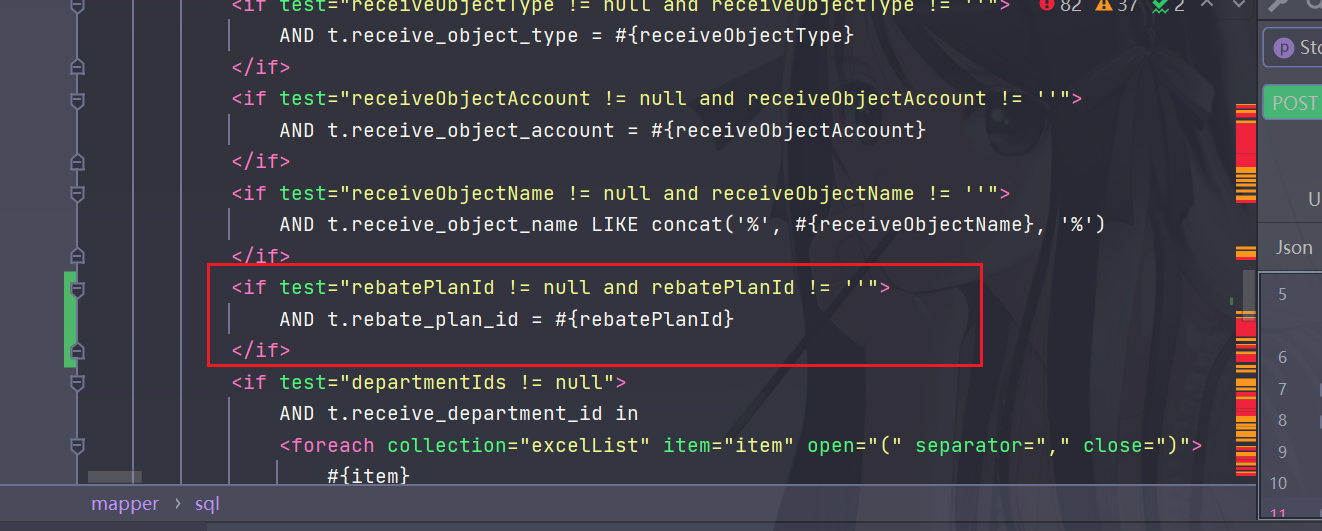 <if test="receiveObjectType != null and receiveObjectType != ''">
82 37 2
AND t.receive_object_type = #{receiveObjectType}
</if>
<if test="receiveObjectAccount != null and receiveObjectAccount != ''">
AND t.receive_object_account = #{receiveObjectAccount}
</if>
<if test="receiveObjectName != null and receiveObjectName != ''">
AND t.receive_object_name LIKE concat('%', #{receiveObjectName}, '%')
</if>
<if test="rebatePlanId != null and rebatePlanId != ''">
AND t.rebate_plan_id = #{rebatePlanId}
</if>
<if test="departmentIds != null">
AND t.receive_department_id in
<foreach collection="excelList" item="item" open="(" separator="," close=")">
#{item}
mapper › sql
p Sto
POST
U
Json
5
6
7
8
9
10
11